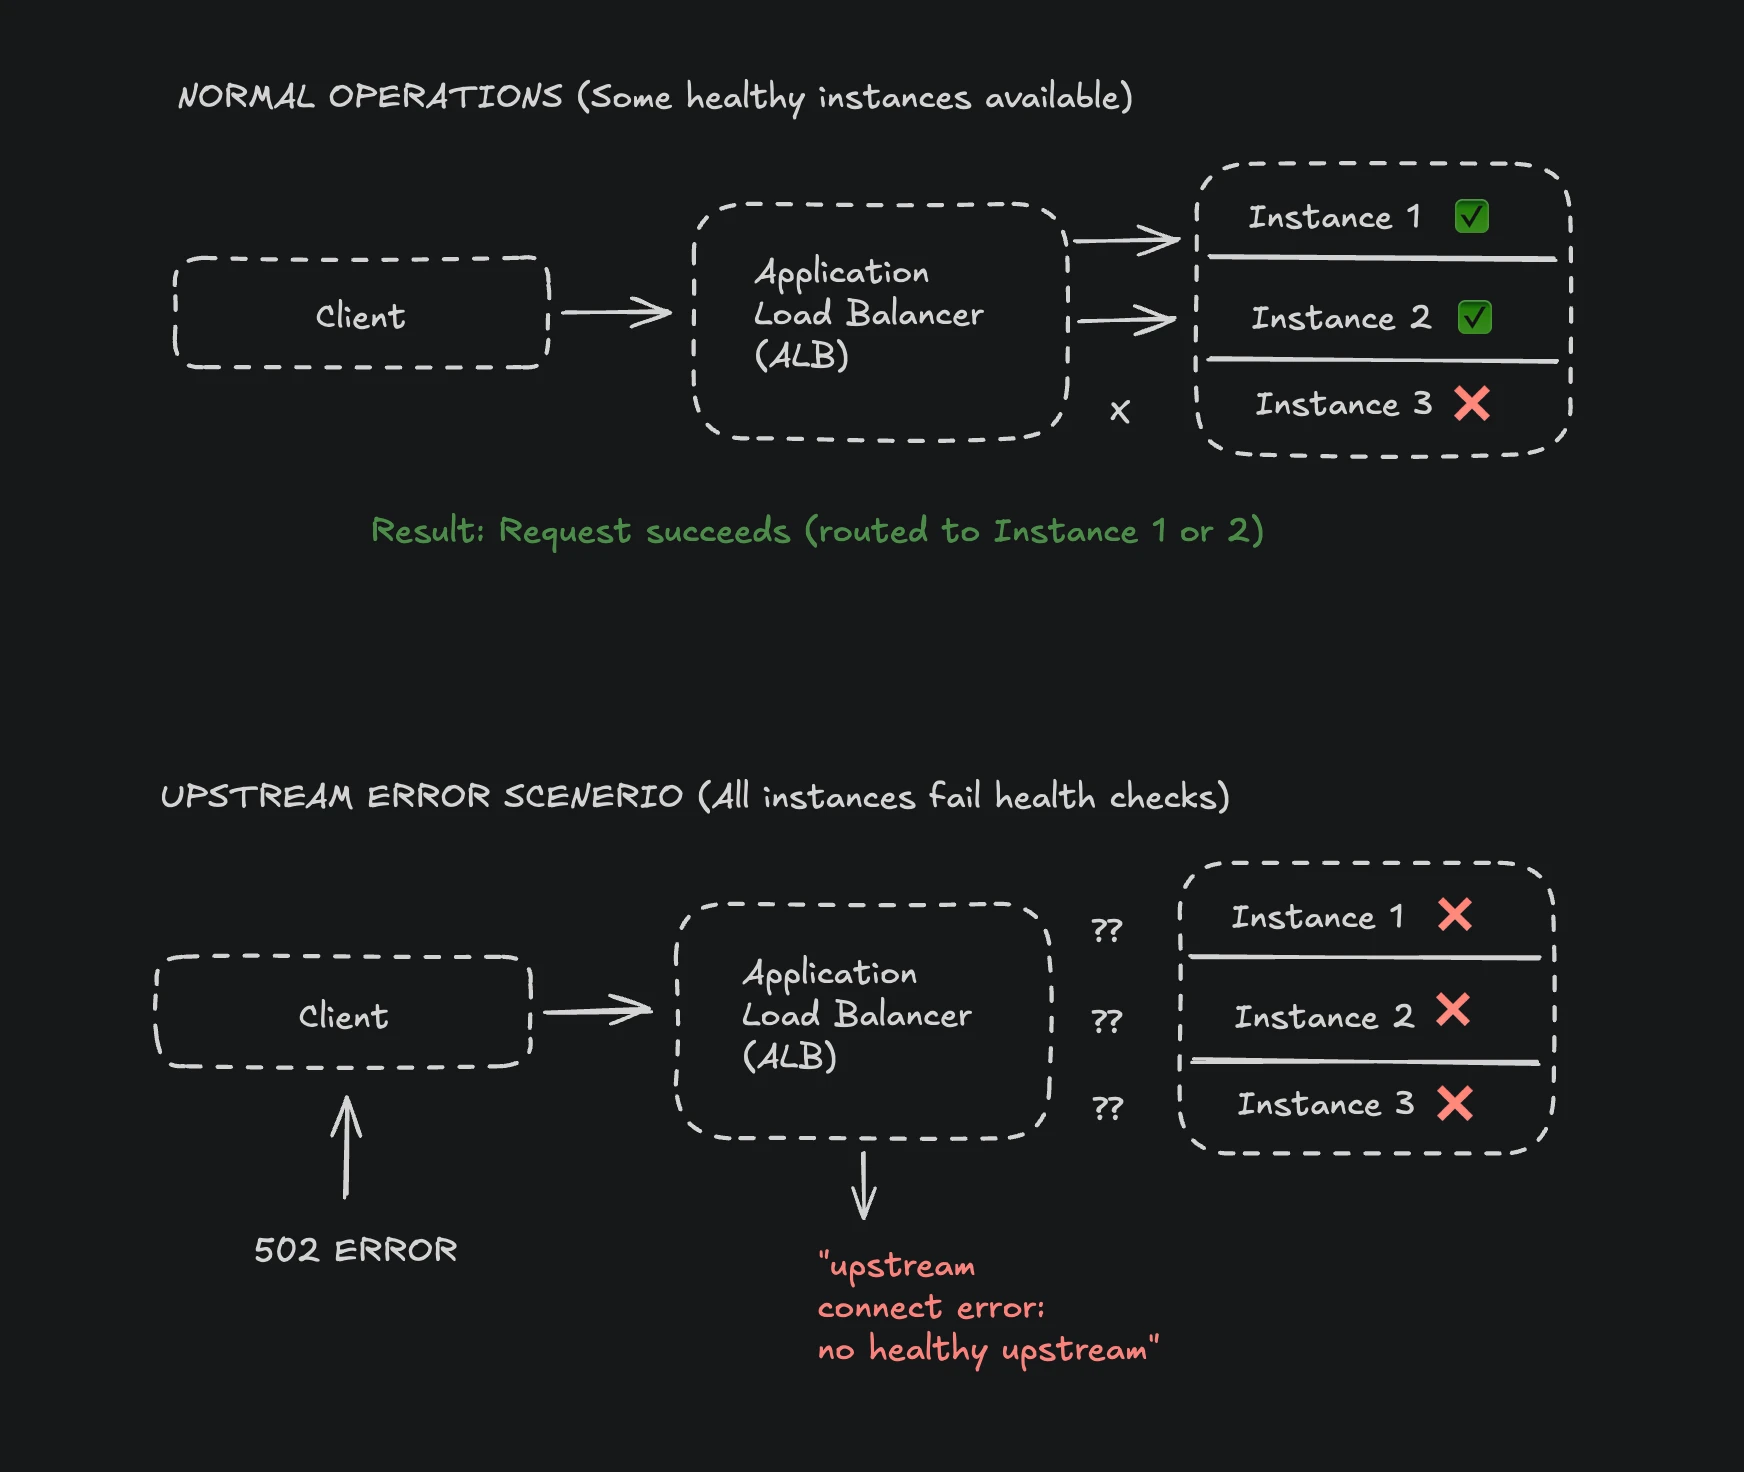 NORMAL OPERATIONS (Some healthy instances available)
Client
Application
Load Balancer
(ALB)
x
Instance 1 ✅
Instance 2 ✅
Instance 3 ❌
Result: Request succeeds (routed to Instance 1 or 2)
UPSTREAM ERROR SCENERIO (All instances fail health checks)
Client
Application
Load Balancer
(ALB)
??
??
??
Instance 1 ❌
Instance 2 ❌
Instance 3 ❌
502 ERROR
"upstream
connect error:
no healthy upstream"